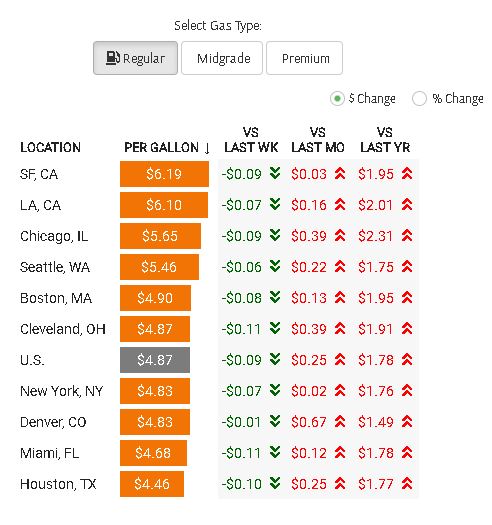 Select Gas Type:
Regular Midgrade Premium
$ Change % Change
LOCATION PER GALLON ↓ VS LAST WK VS LAST MO VS LAST YR
SF, CA $6.19 -$0.09 $0.03 $1.95
LA, CA $6.10 -$0.07 $0.16 $2.01
Chicago, IL $5.65 -$0.09 $0.39 $2.31
Seattle, WA $5.46 -$0.06 $0.22 $1.75
Boston, MA $4.90 -$0.08 $0.13 $1.95
Cleveland, OH $4.87 -$0.11 $0.39 $1.91
U.S. $4.87 -$0.09 $0.25 $1.78
New York, NY $4.83 -$0.07 $0.02 $1.76
Denver, CO $4.83 -$0.01 $0.67 $1.49
Miami, FL $4.68 -$0.11 $0.12 $1.78
Houston, TX $4.46 -$0.10 $0.25 $1.77